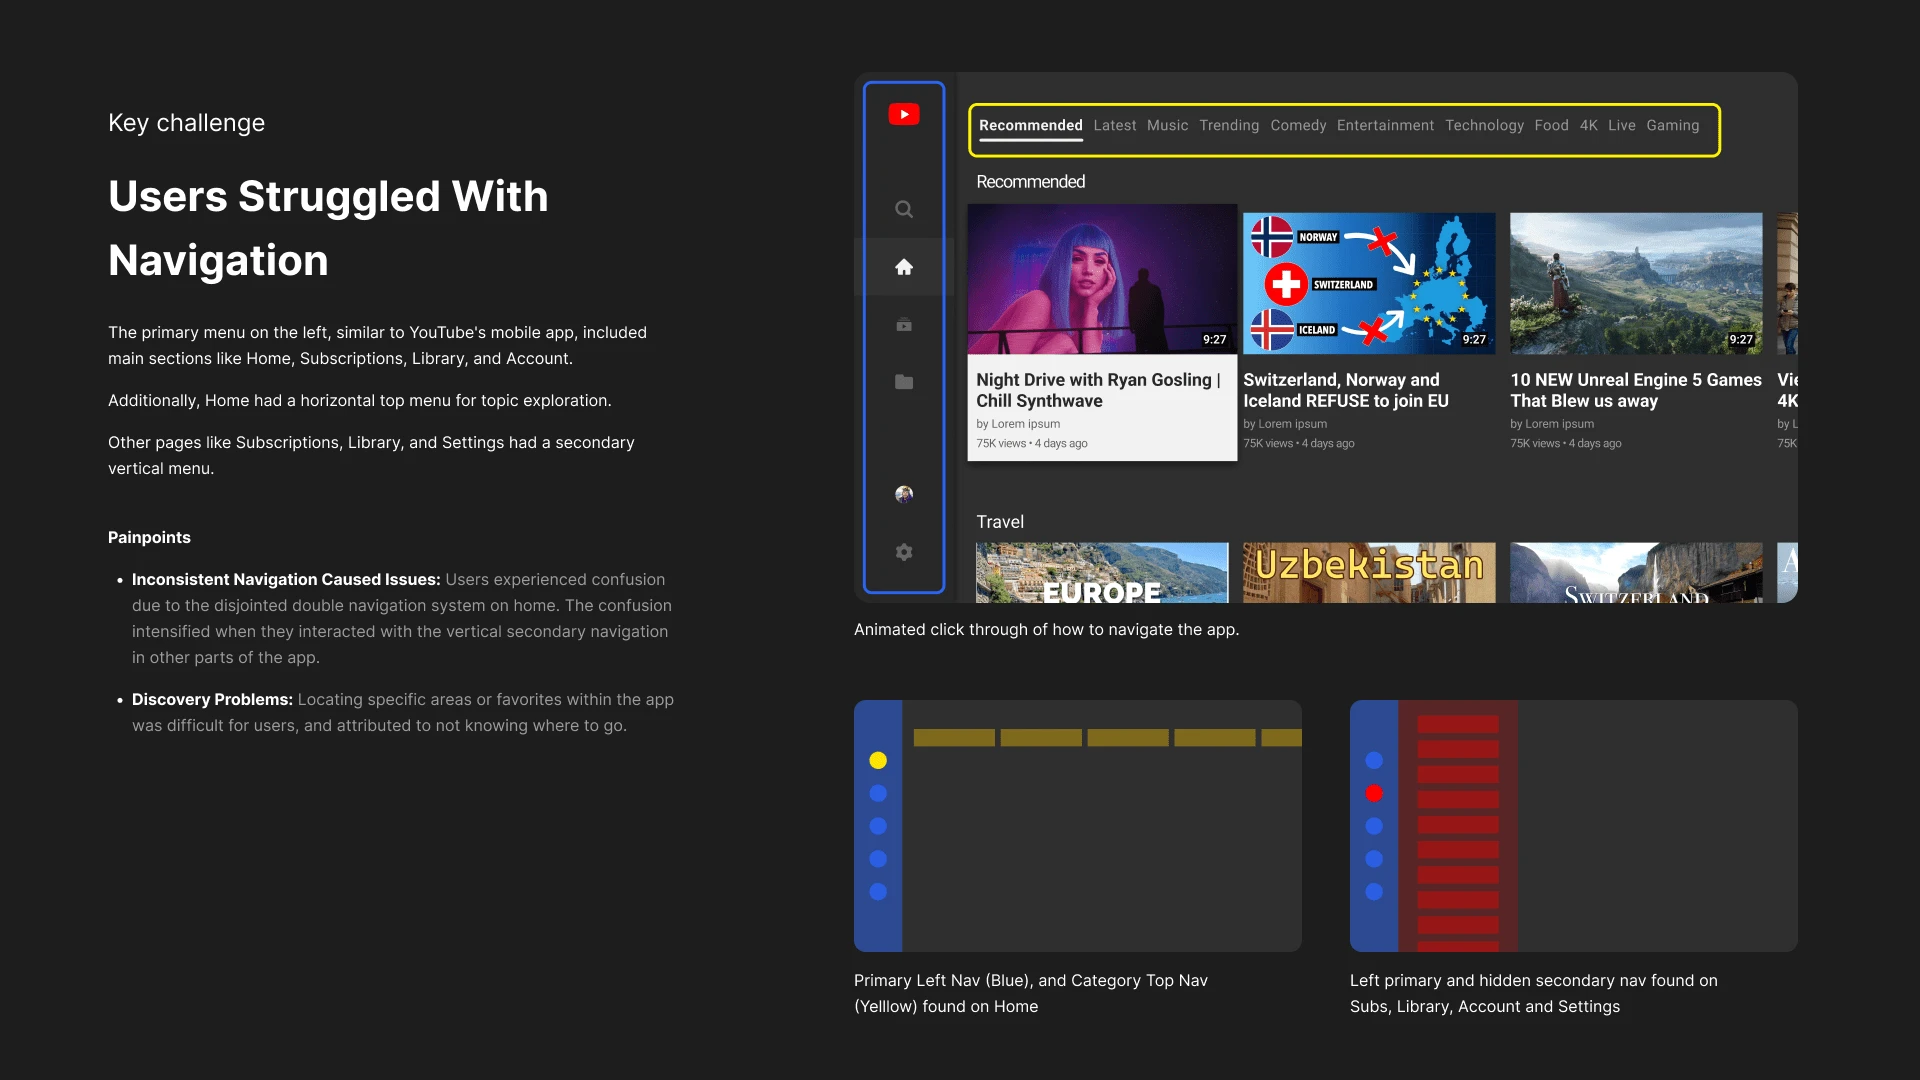 Key challenge
Users Struggled With
Navigation
The primary menu on the left, similar to YouTube's mobile app, included
main sections like Home, Subscriptions, Library, and Account.
Additionally, Home had a horizontal top menu for topic exploration.
Other pages like Subscriptions, Library, and Settings had a secondary
vertical menu.
Painpoints
• Inconsistent Navigation Caused Issues: Users experienced confusion
due to the disjointed double navigation system on home. The confusion
intensified when they interacted with the vertical secondary navigation
in other parts of the app.
• Discovery Problems: Locating specific areas or favorites within the app
was difficult for users, and attributed to not knowing where to go.
Recommended Latest Music Trending Comedy Entertainment Technology Food 4K Live Gaming
Recommended
9:27
Night Drive with Ryan Gosling |
Chill Synthwave
by Lorem ipsum
75K views • 4 days ago
NORWAY
SWITZERLAND
ICELAND
9:27
Switzerland, Norway and
Iceland REFUSE to join EU
by Lorem ipsum
75K views • 4 days ago
9:27
10 NEW Unreal Engine 5 Games
That Blew us away
by Lorem ipsum
75K views • 4 days ago
Vie
4K
by L
75K
Travel
EUROPE
Uzbekistan
SWITZERLAND
A
Animated click through of how to navigate the app.
Primary Left Nav (Blue), and Category Top Nav
(Yelllow) found on Home
Left primary and hidden secondary nav found on
Subs, Library, Account and Settings